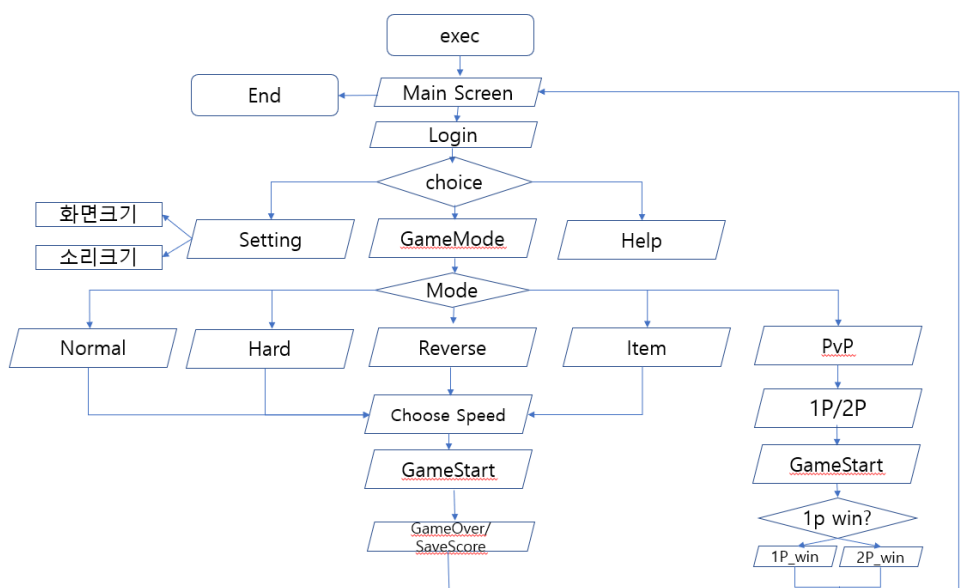 exec
End
Main Screen
Login
choice
화면크기
소리크기
Setting
GameMode
Help
Mode
Normal
Hard
Reverse
Item
PvP
Choose Speed
1P/2P
GameStart
GameStart
GameOver/
SaveScore
1p win?
1P_win
2P_win